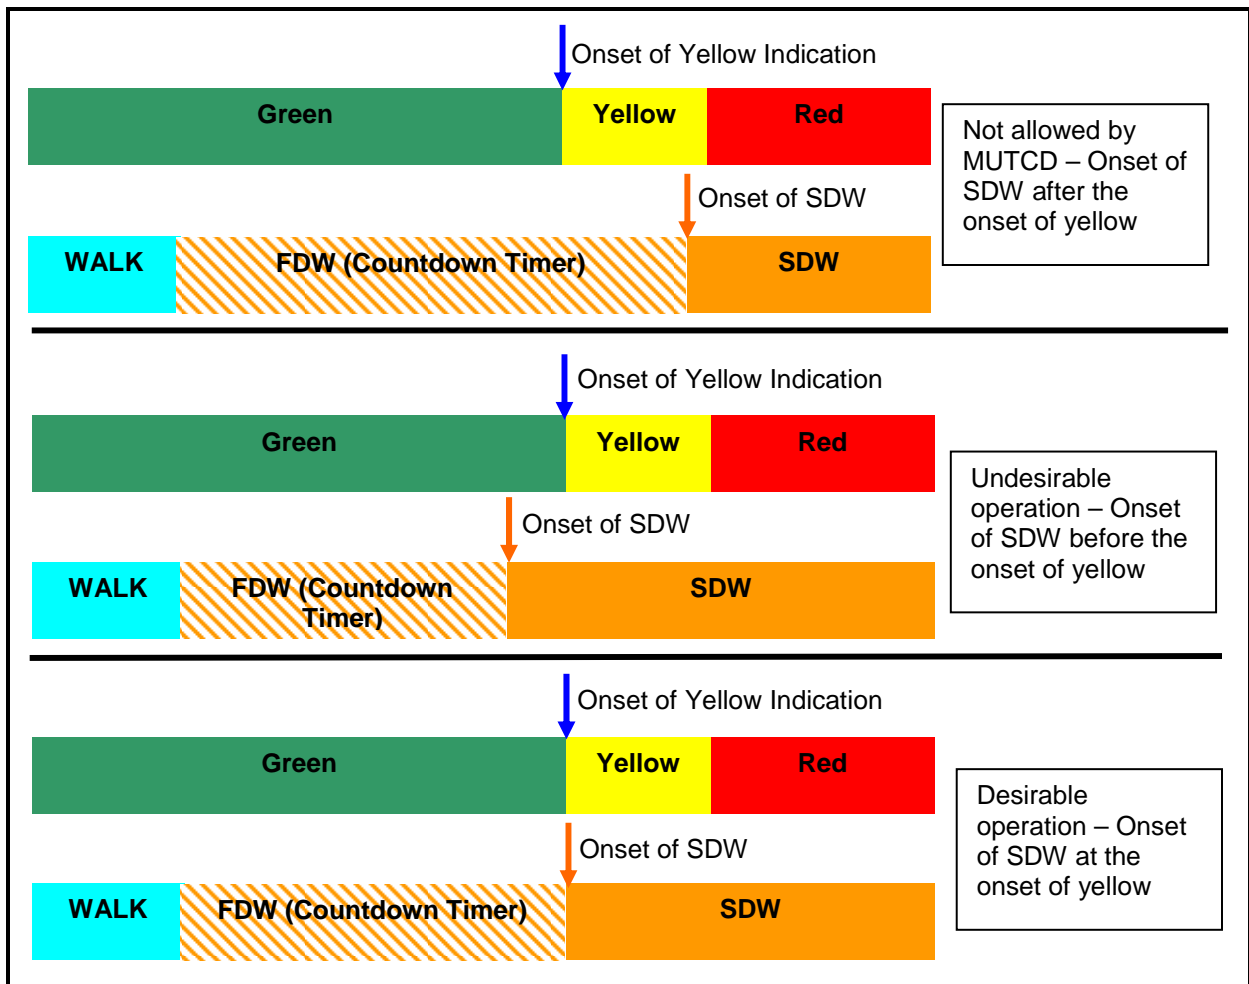 Onset of Yellow Indication
Green
Yellow
Red
Not allowed by
MUTCD – Onset of
SDW after the
onset of yellow
Onset of SDW
WALK
FDW (Countdown Timer)
SDW
Onset of Yellow Indication
Green
Yellow
Red
Undesirable
operation – Onset
of SDW before the
onset of yellow
Onset of SDW
WALK
FDW (Countdown
Timer)
SDW
Onset of Yellow Indication
Green
Yellow
Red
Desirable
operation – Onset
of SDW at the
onset of yellow
Onset of SDW
WALK
FDW (Countdown Timer)
SDW